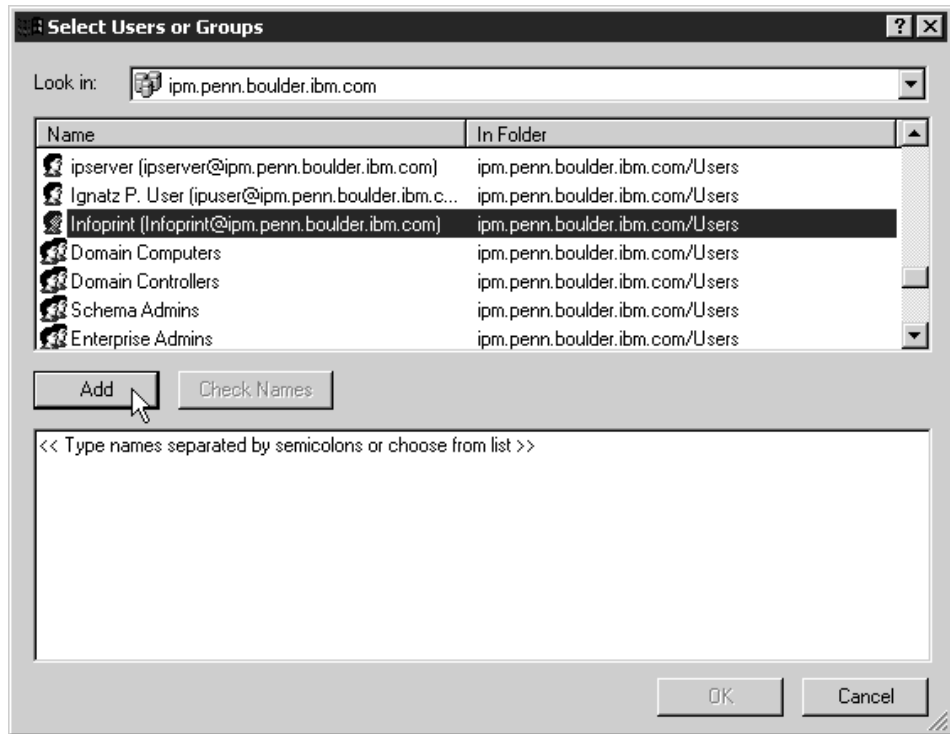 Select Users or Groups
Look in: ipm.penn.boulder.ibm.com
Name In Folder
ipserver (ipserver@ipm.penn.boulder.ibm.com) ipm.penn.boulder.ibm.com/Users
Ignatz P. User (ipuser@ipm.penn.boulder.ibm.c... ipm.penn.boulder.ibm.com/Users
Infoprint (Infoprint@ipm.penn.boulder.ibm.com) ipm.penn.boulder.ibm.com/Users
Domain Computers ipm.penn.boulder.ibm.com/Users
Domain Controllers ipm.penn.boulder.ibm.com/Users
Schema Admins ipm.penn.boulder.ibm.com/Users
Enterprise Admins ipm.penn.boulder.ibm.com/Users
Add Check Names
<< Type names separated by semicolons or choose from list >>
OK Cancel